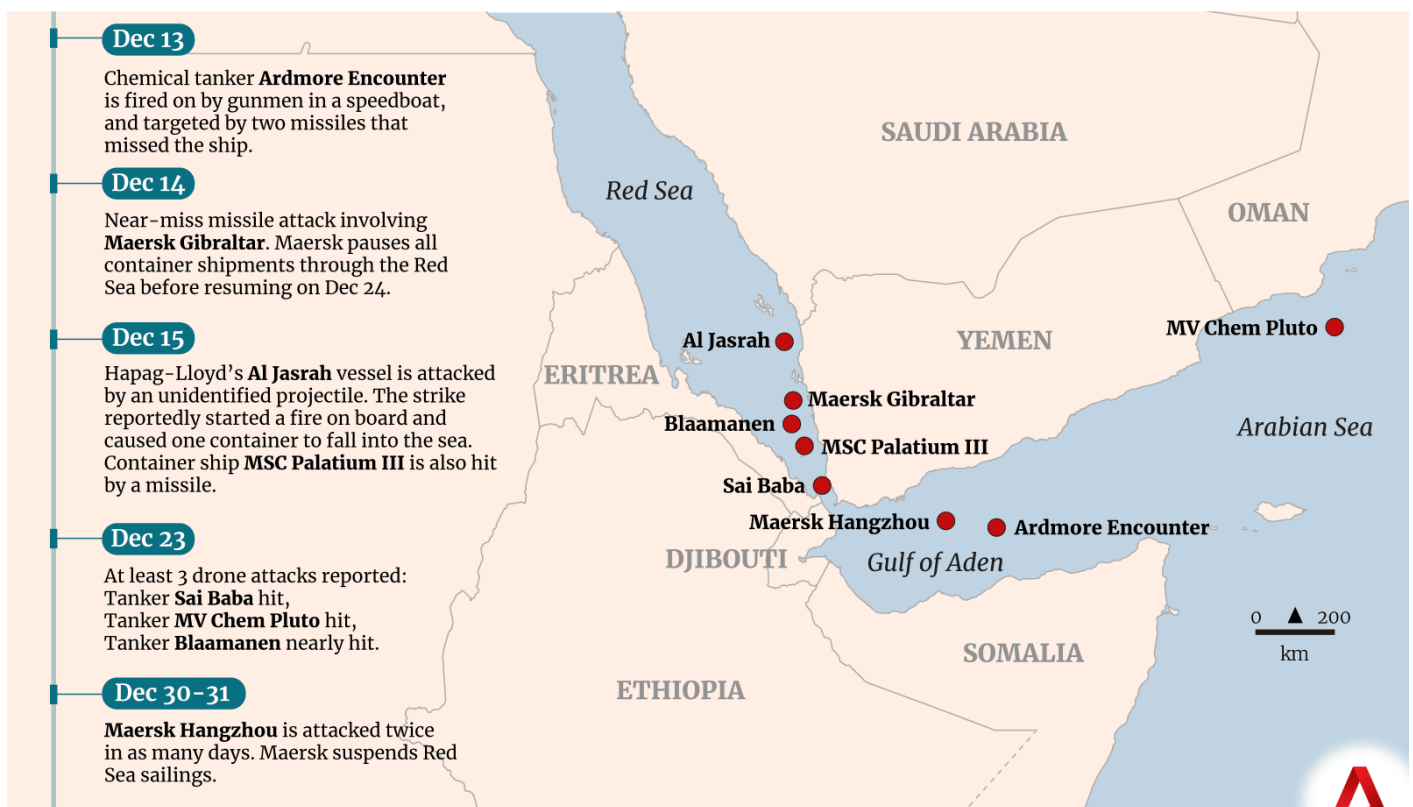 Dec 13
Chemical tanker Ardmore Encounter
is fired on by gunmen in a speedboat,
and targeted by two missiles that
missed the ship.
Dec 14
Near-miss missile attack involving
Maersk Gibraltar. Maersk pauses all
container shipments through the Red
Sea before resuming on Dec 24.
Dec 15
Hapag-Lloyd's Al Jasrah vessel is attacked
by an unidentified projectile. The strike
reportedly started a fire on board and
caused one container to fall into the sea.
Container ship MSC Palatium III is also hit
by a missile.
Dec 23
At least 3 drone attacks reported:
Tanker Sai Baba hit,
Tanker MV Chem Pluto hit,
Tanker Blaamanen nearly hit.
Dec 30-31
Maersk Hangzhou is attacked twice
in as many days. Maersk suspends Red
Sea sailings.
SAUDI ARABIA
Red Sea
OMAN
MV Chem Pluto
Al Jasrah
YEMEN
ERITREA
Maersk Gibraltar
Blaamanen
Arabian Sea
MSC Palatium III
Sai Baba
Maersk Hangzhou
Ardmore Encounter
DJIBOUTI
Gulf of Aden
0 200
km
SOMALIA
ETHIOPIA